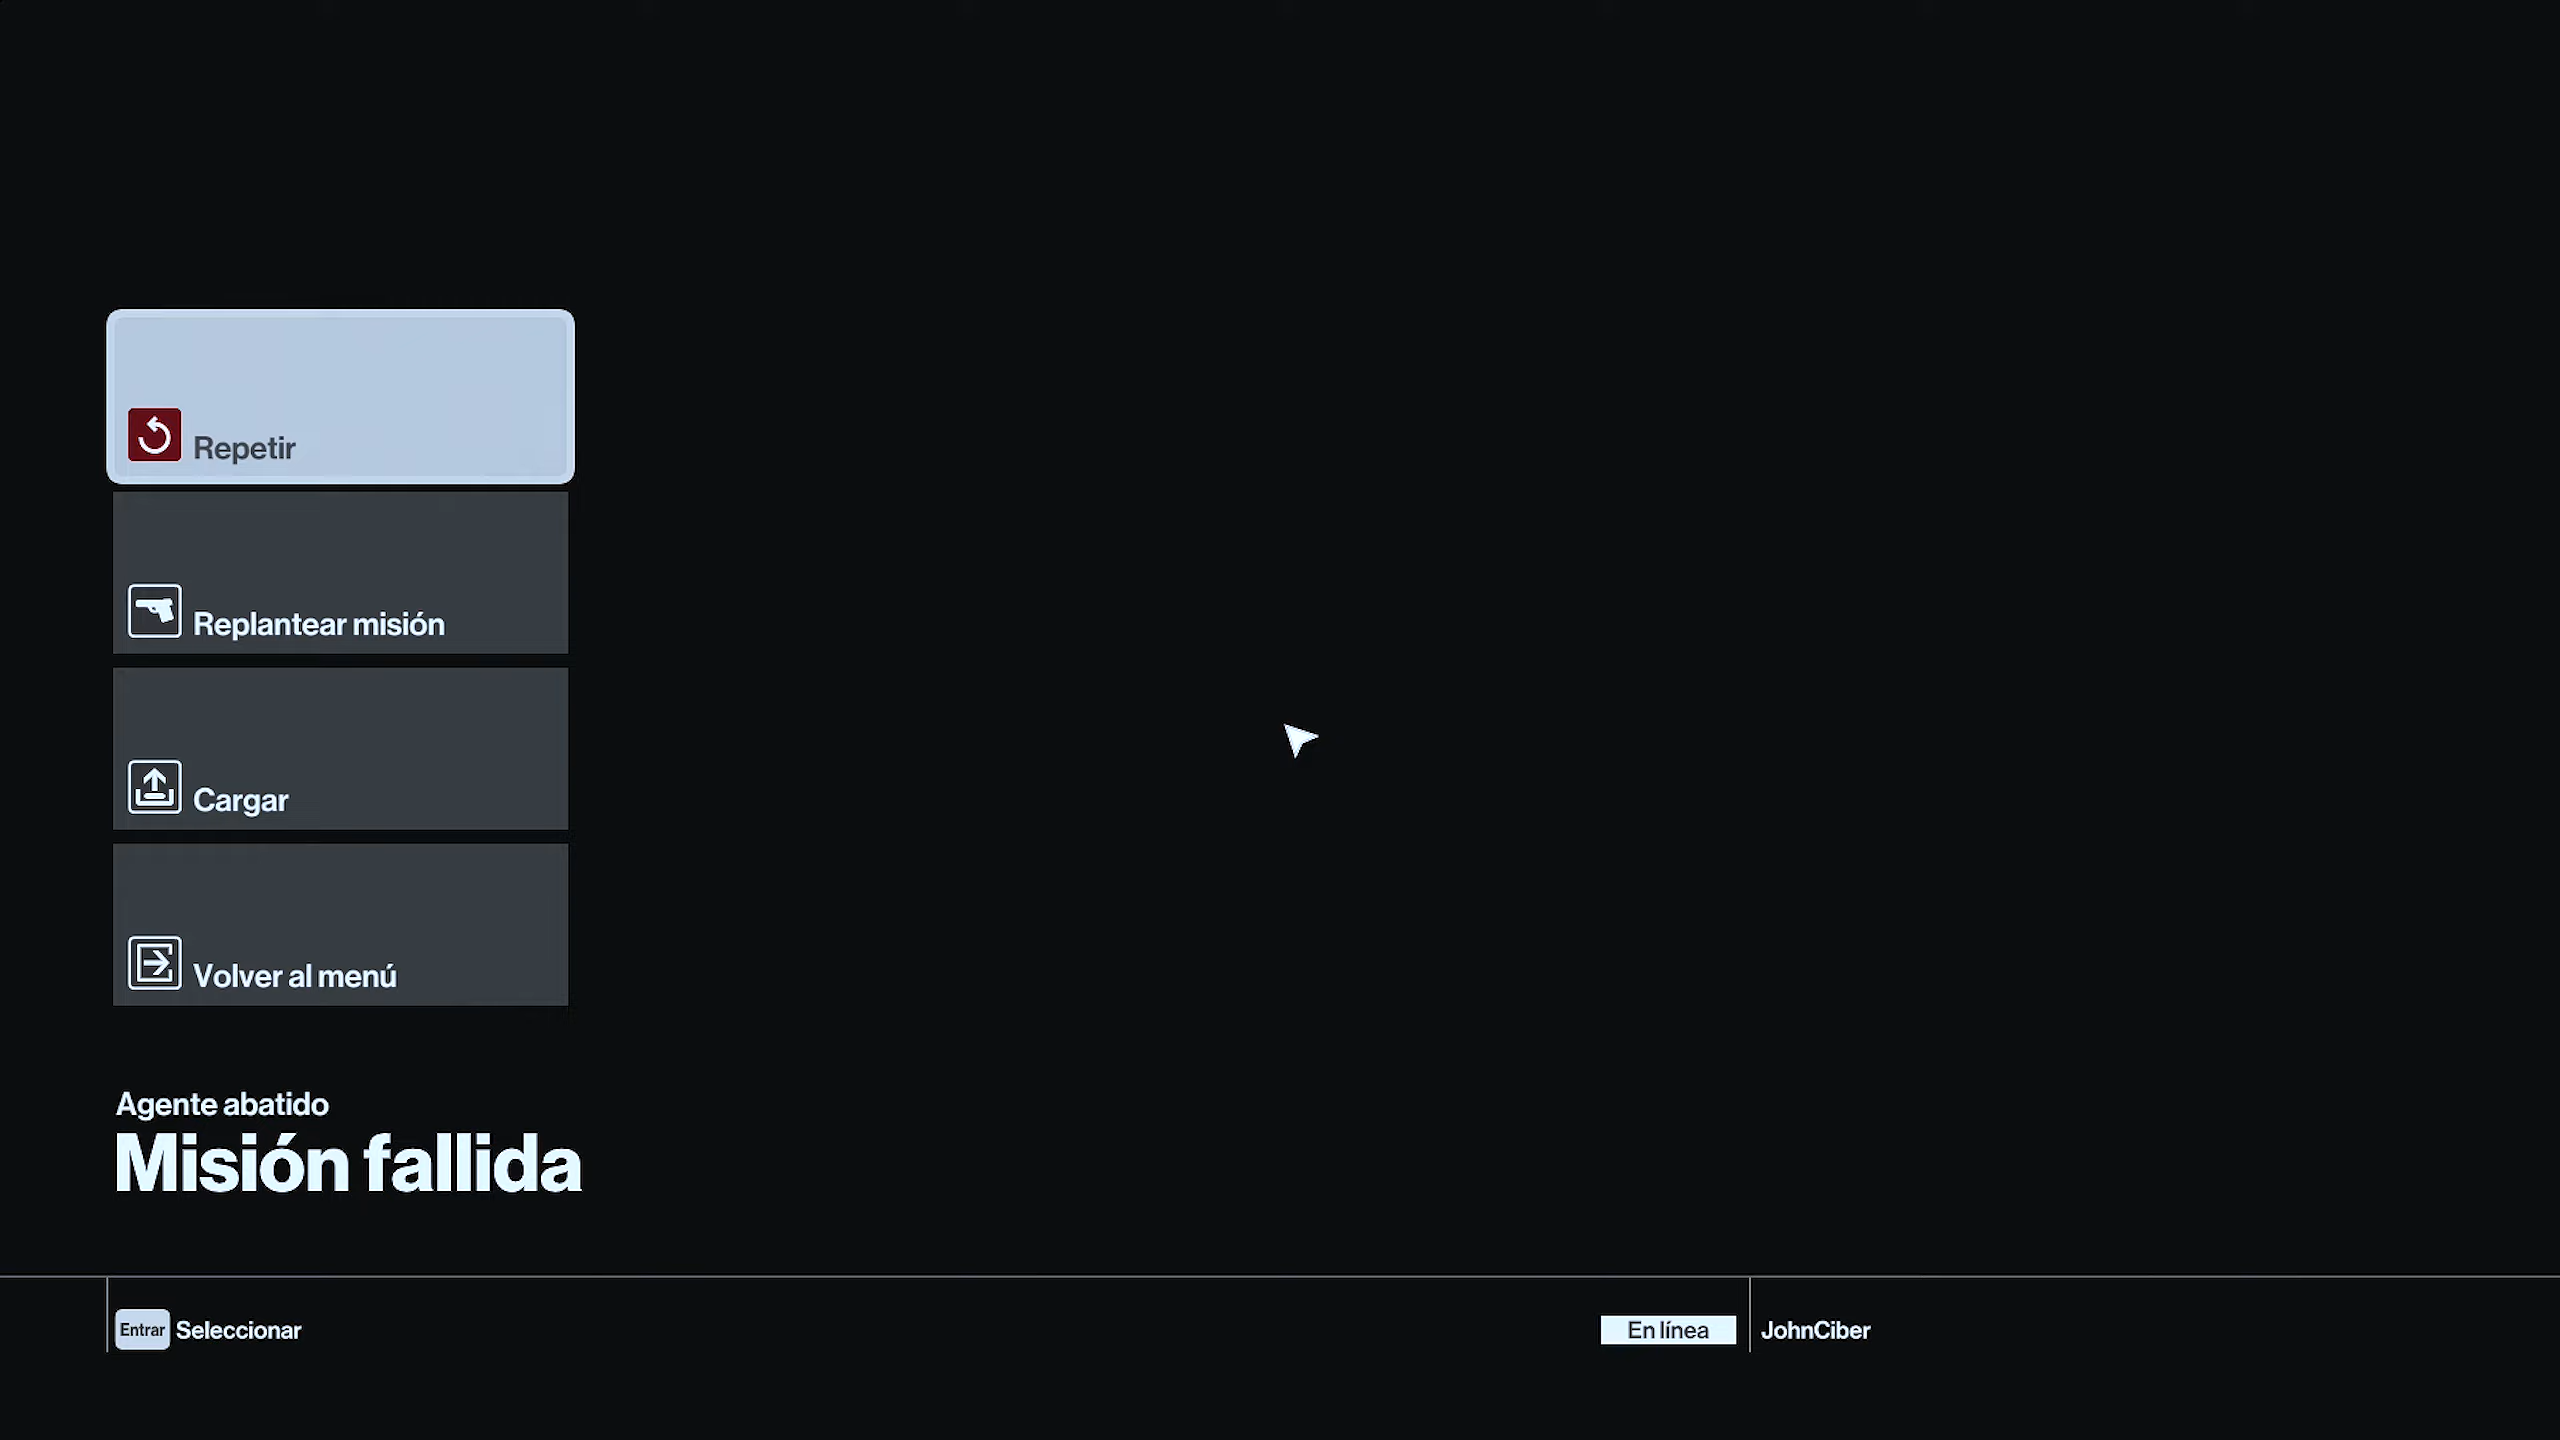 Repetir
Replantear misión
Cargar
Volver al menú
Agente abatido
Misión fallida
Entrar Seleccionar
En línea
JohnCiber